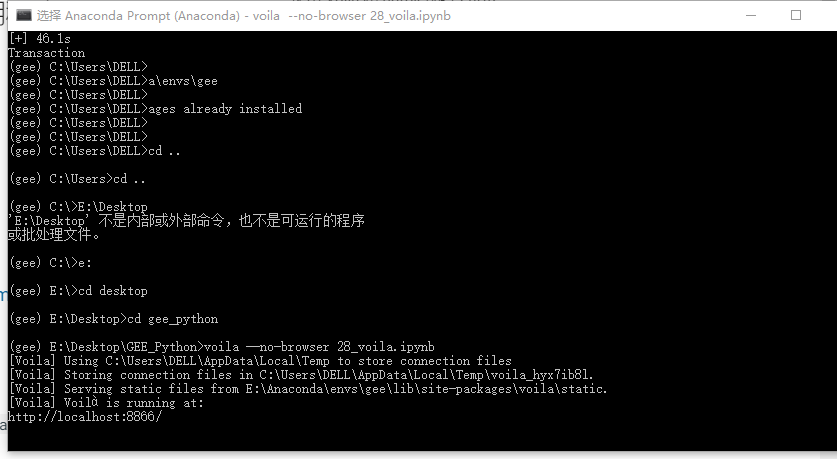 选择 Anaconda Prompt (Anaconda) - voila  --no-browser 28_voila.ipynb
[+] 46.1s
Transaction
(gee) C:\Users\DELL>
(gee) C:\Users\DELL>a\envs\gee
(gee) C:\Users\DELL>
(gee) C:\Users\DELL>ages already installed
(gee) C:\Users\DELL>
(gee) C:\Users\DELL>
(gee) C:\Users\DELL>cd ..
(gee) C:\Users>cd ..
(gee) C:\>E:\Desktop
'E:\Desktop' 不是内部或外部命令，也不是可运行的程序
或批处理文件。
(gee) C:\>e:
(gee) E:\>cd desktop
(gee) E:\Desktop>cd gee_python
(gee) E:\Desktop\GEE_Python>voila --no-browser 28_voila.ipynb
[Voila] Using C:\Users\DELL\AppData\Local\Temp to store connection files
[Voila] Storing connection files in C:\Users\DELL\AppData\Local\Temp\voila_hyx7ib8l.
[Voila] Serving static files from E:\Anaconda\envs\gee\lib\site-packages\voila\static.
[Voila] Voilà is running at:
http://localhost:8866/